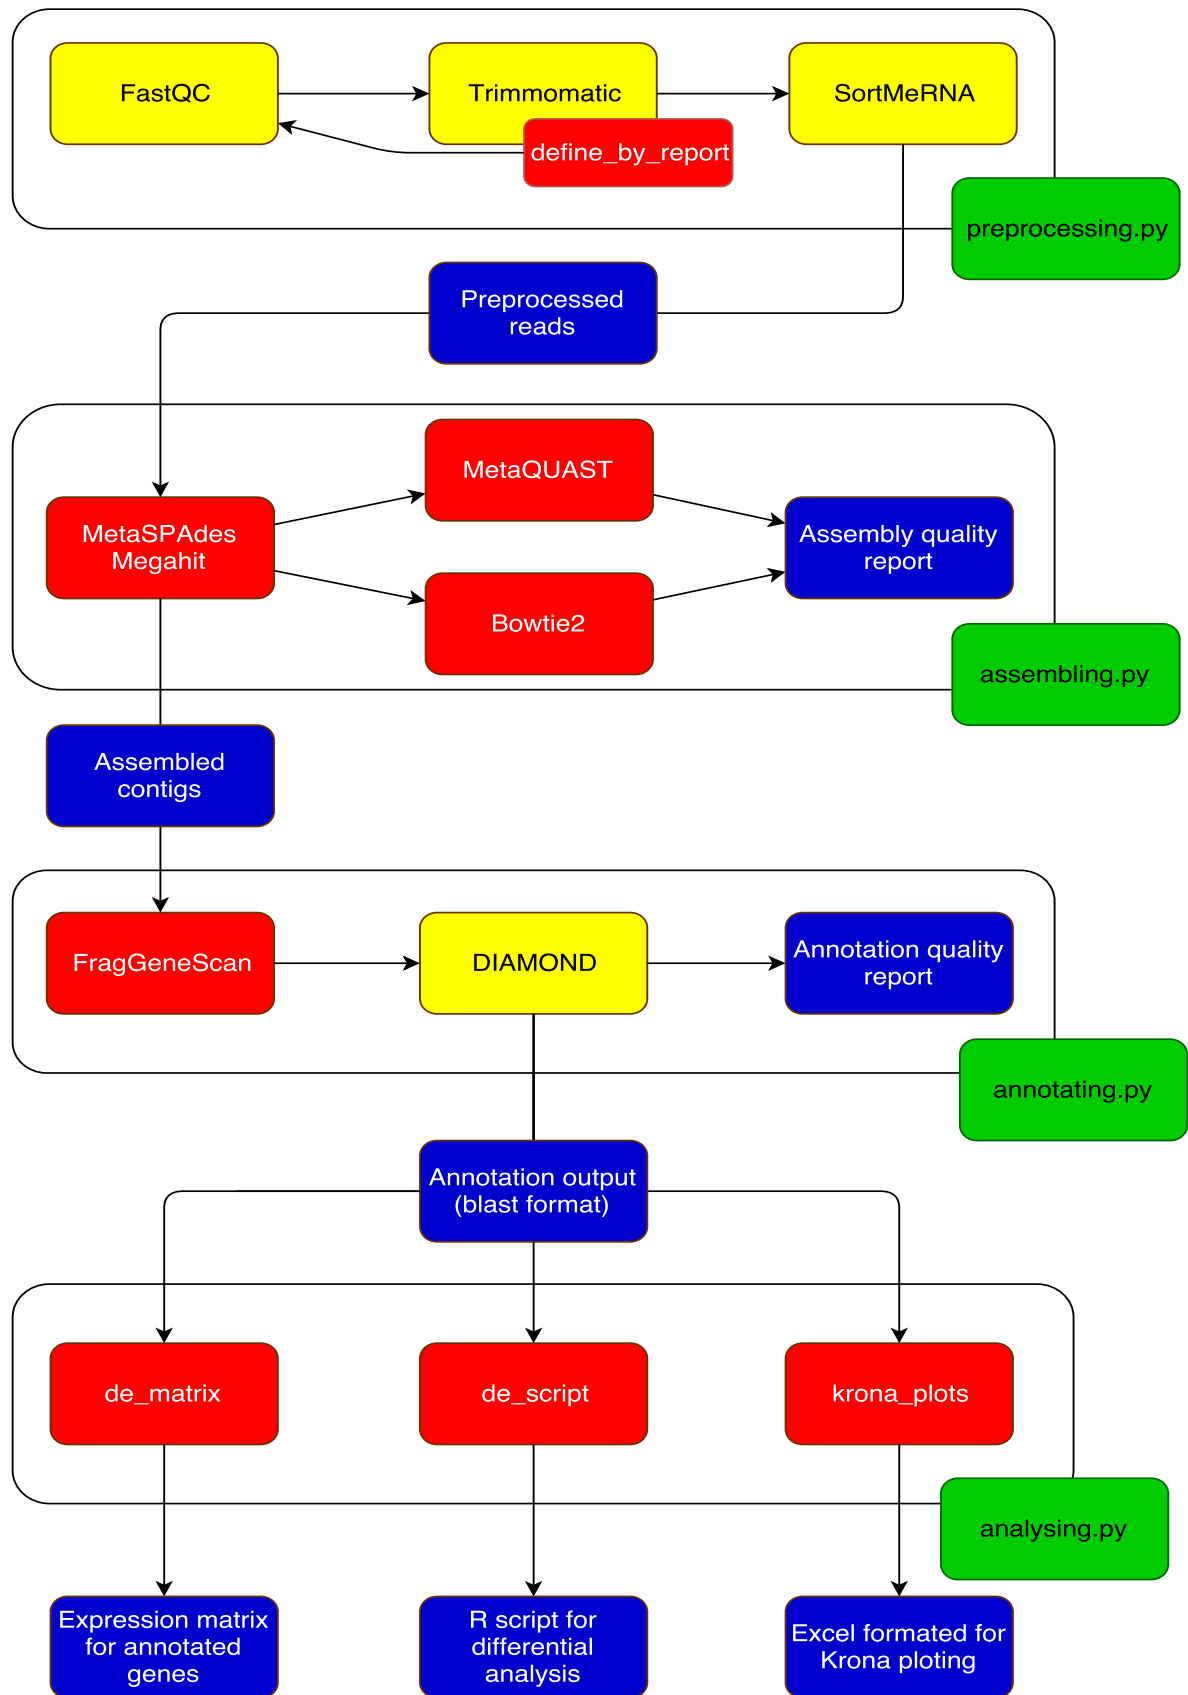 FastQC
Trimmomatic
SortMeRNA
define_by_report
preprocessing.py
Preprocessed
reads
MetaQUAST
MetaSPAdes
Megahit
Assembly quality
report
Bowtie2
assembling.py
Assembled
contigs
FragGeneScan
DIAMOND
Annotation quality
report
annotating.py
Annotation output
(blast format)
de_matrix
de_script
krona_plots
analysing.py
Expression matrix
for annotated
genes
R script for
differential
analysis
Excel formated for
Krona ploting